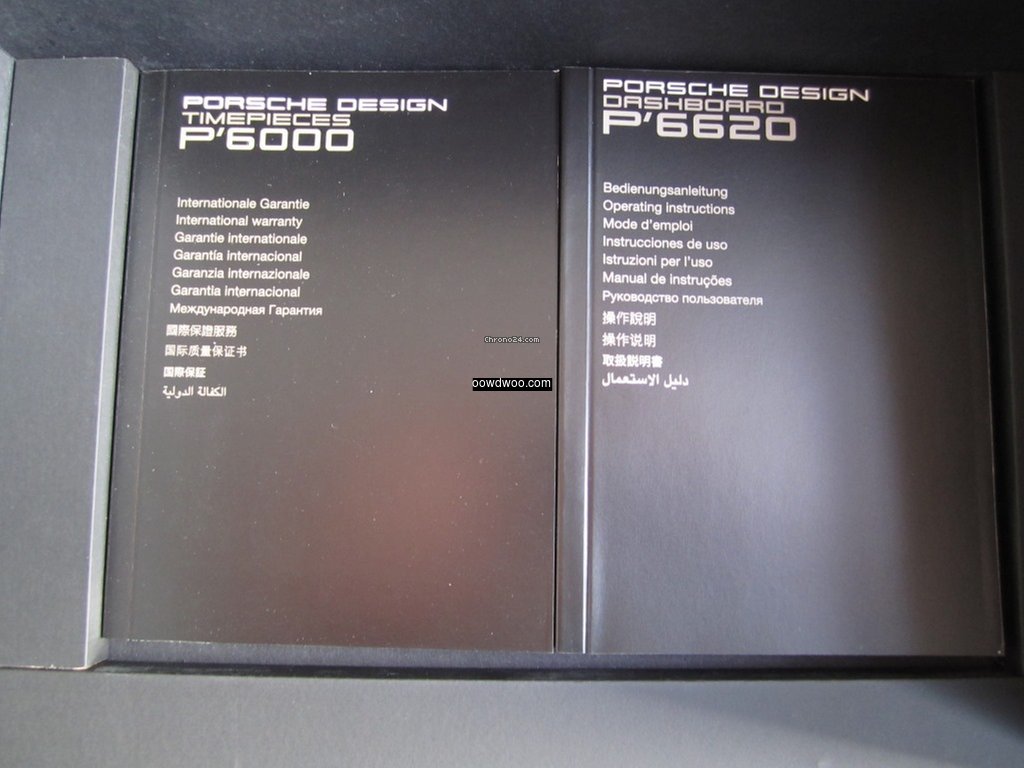 PORSCHE DESIGN
TIMEPIECES
P'6000
Internationale Garantie
International warranty
Garantie internationale
Garantía internacional
Garanzia internazionale
Garantia internacional
Международная Гарантия
國際保證服務
国际质量保证书
国際保証
الكفالة الدولية
PORSCHE DESIGN
DASHBOARD
P'6620
Bedienungsanleitung
Operating instructions
Mode d'emploi
Instrucciones de uso
Istruzioni per l'uso
Manual de instruções
Руководство пользователя
操作說明
操作说明
取扱説明書
دليل الاستعمال
Chrono24.com
oowdwoo.com